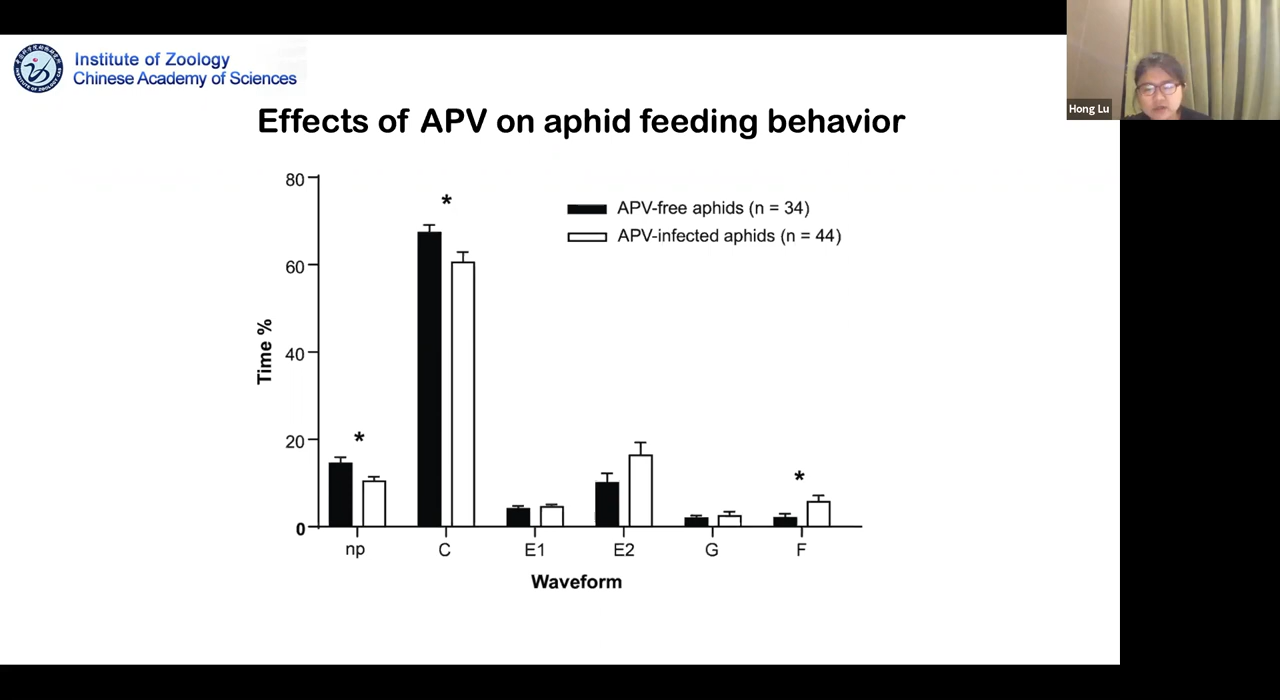 Institute of Zoology
Chinese Academy of Sciences
Hong Lu
Effects of APV on aphid feeding behavior
80
60
40
20
0
Time %
*
*
*
APV-free aphids (n = 34)
APV-infected aphids (n = 44)
np
C
E1
E2
G
F
Waveform